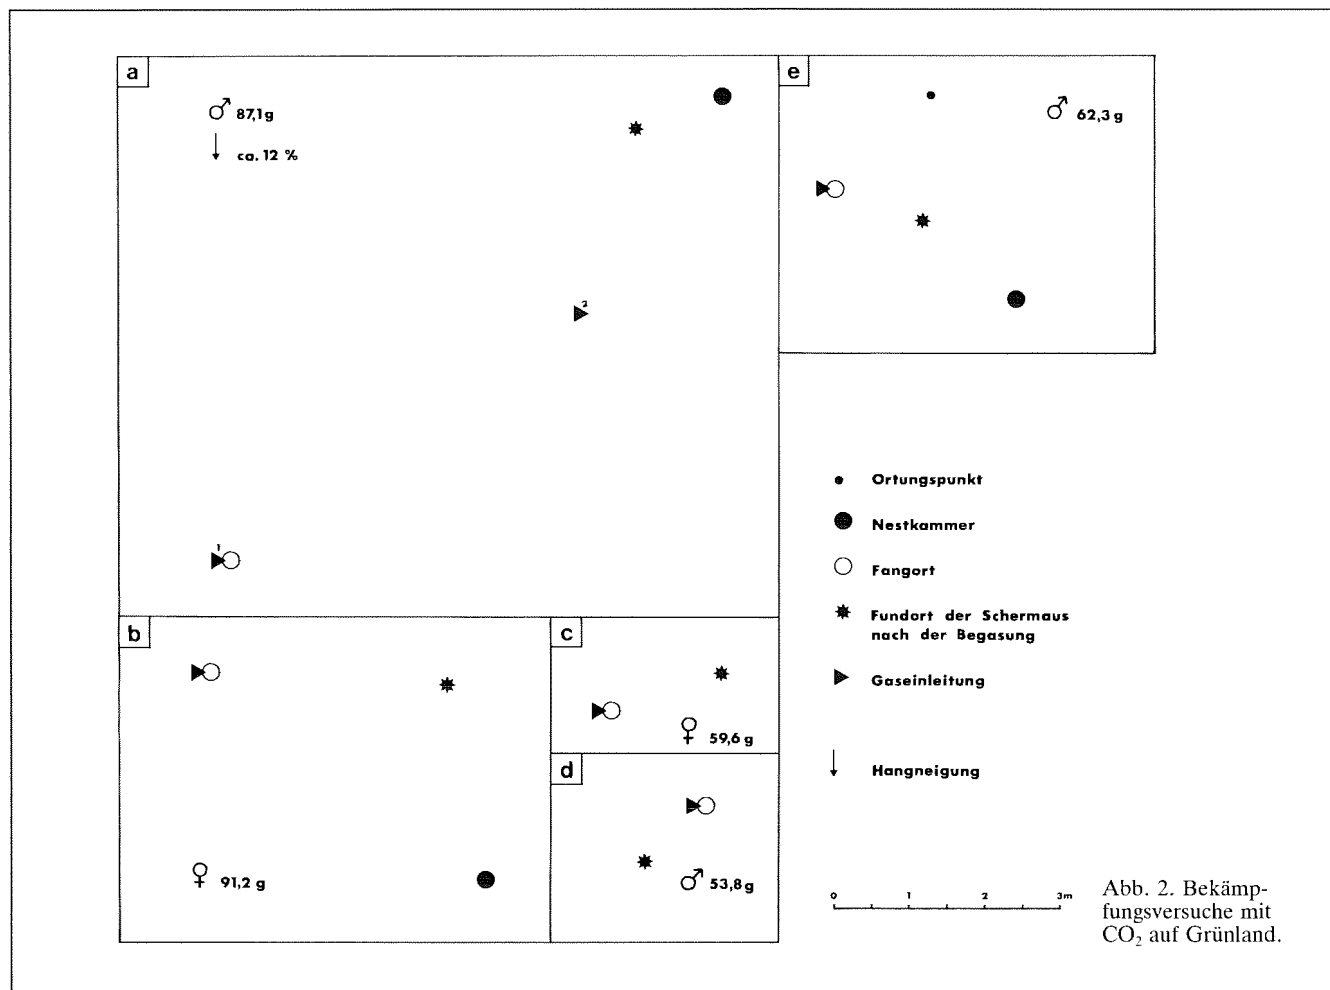 a
♂ 87,1 g
ca. 12 %
2
1
e
♂ 62,3 g
b
♀ 91,2 g
c
♀ 59,6 g
d
♂ 53,8 g
Ortungspunkt
Nestkammer
Fangort
Fundort der Schermaus
nach der Begasung
Gaseinleitung
Hangneigung
0 1 2 3m
Abb. 2. Bekämp-
fungsversuche mit
CO₂ auf Grünland.